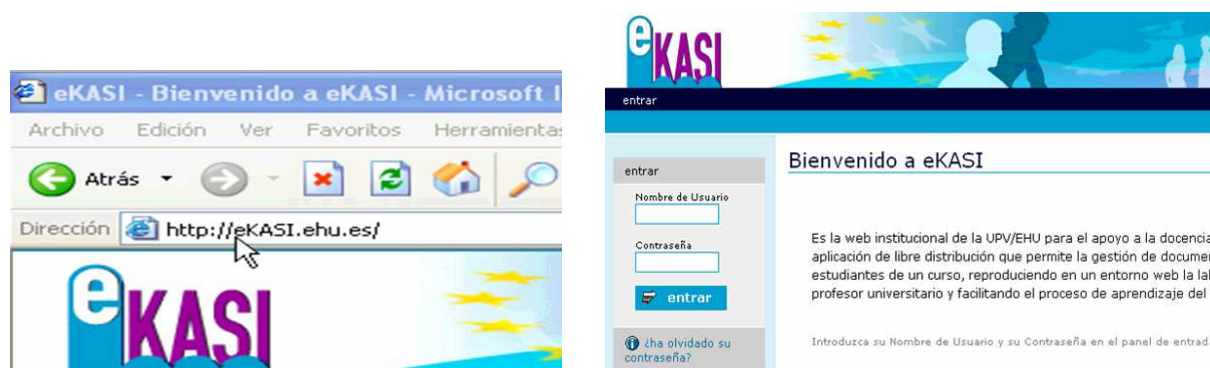 eKASI - Bienvenido a eKASI - Microsoft I
Archivo Edición Ver Favoritos Herramientas
Atrás
Dirección http://eKASI.ehu.es/
eKASI
eKASI
entrar
entrar
Nombre de Usuario
Contraseña
entrar
¿ha olvidado su
contraseña?
Bienvenido a eKASI
Es la web institucional de la UPV/EHU para el apoyo a la docencia
aplicación de libre distribución que permite la gestión de docume
estudiantes de un curso, reproduciendo en un entorno web la la
profesor universitario y facilitando el proceso de aprendizaje del
Introduzca su Nombre de Usuario y su Contraseña en el panel de entrad